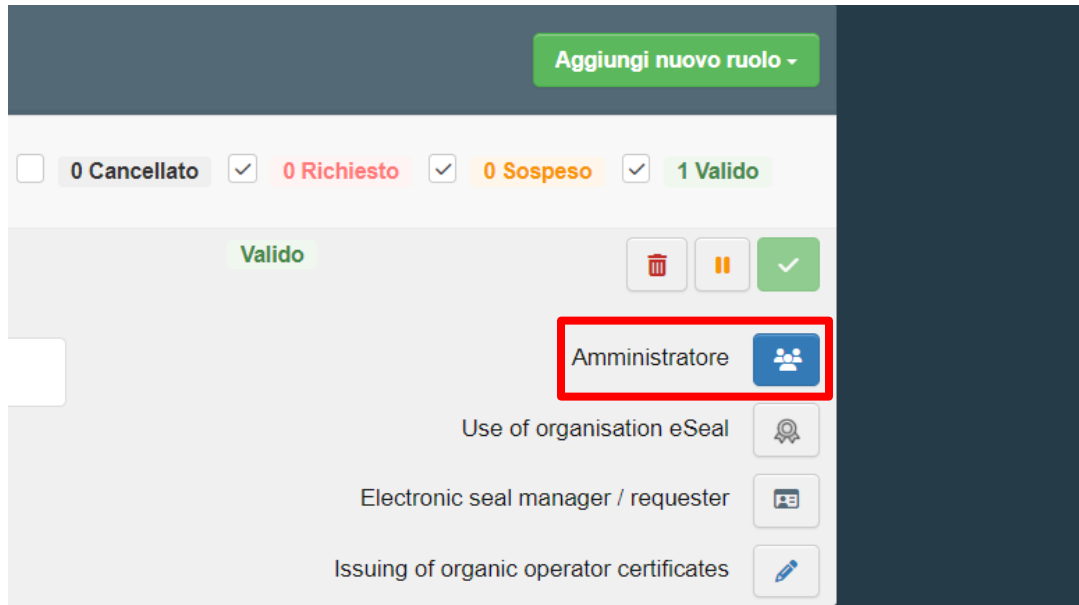 Aggiungi nuovo ruolo
0 Cancellato 0 Richiesto 0 Sospeso 1 Valido
Valido
Amministratore
Use of organisation eSeal
Electronic seal manager / requester
Issuing of organic operator certificates